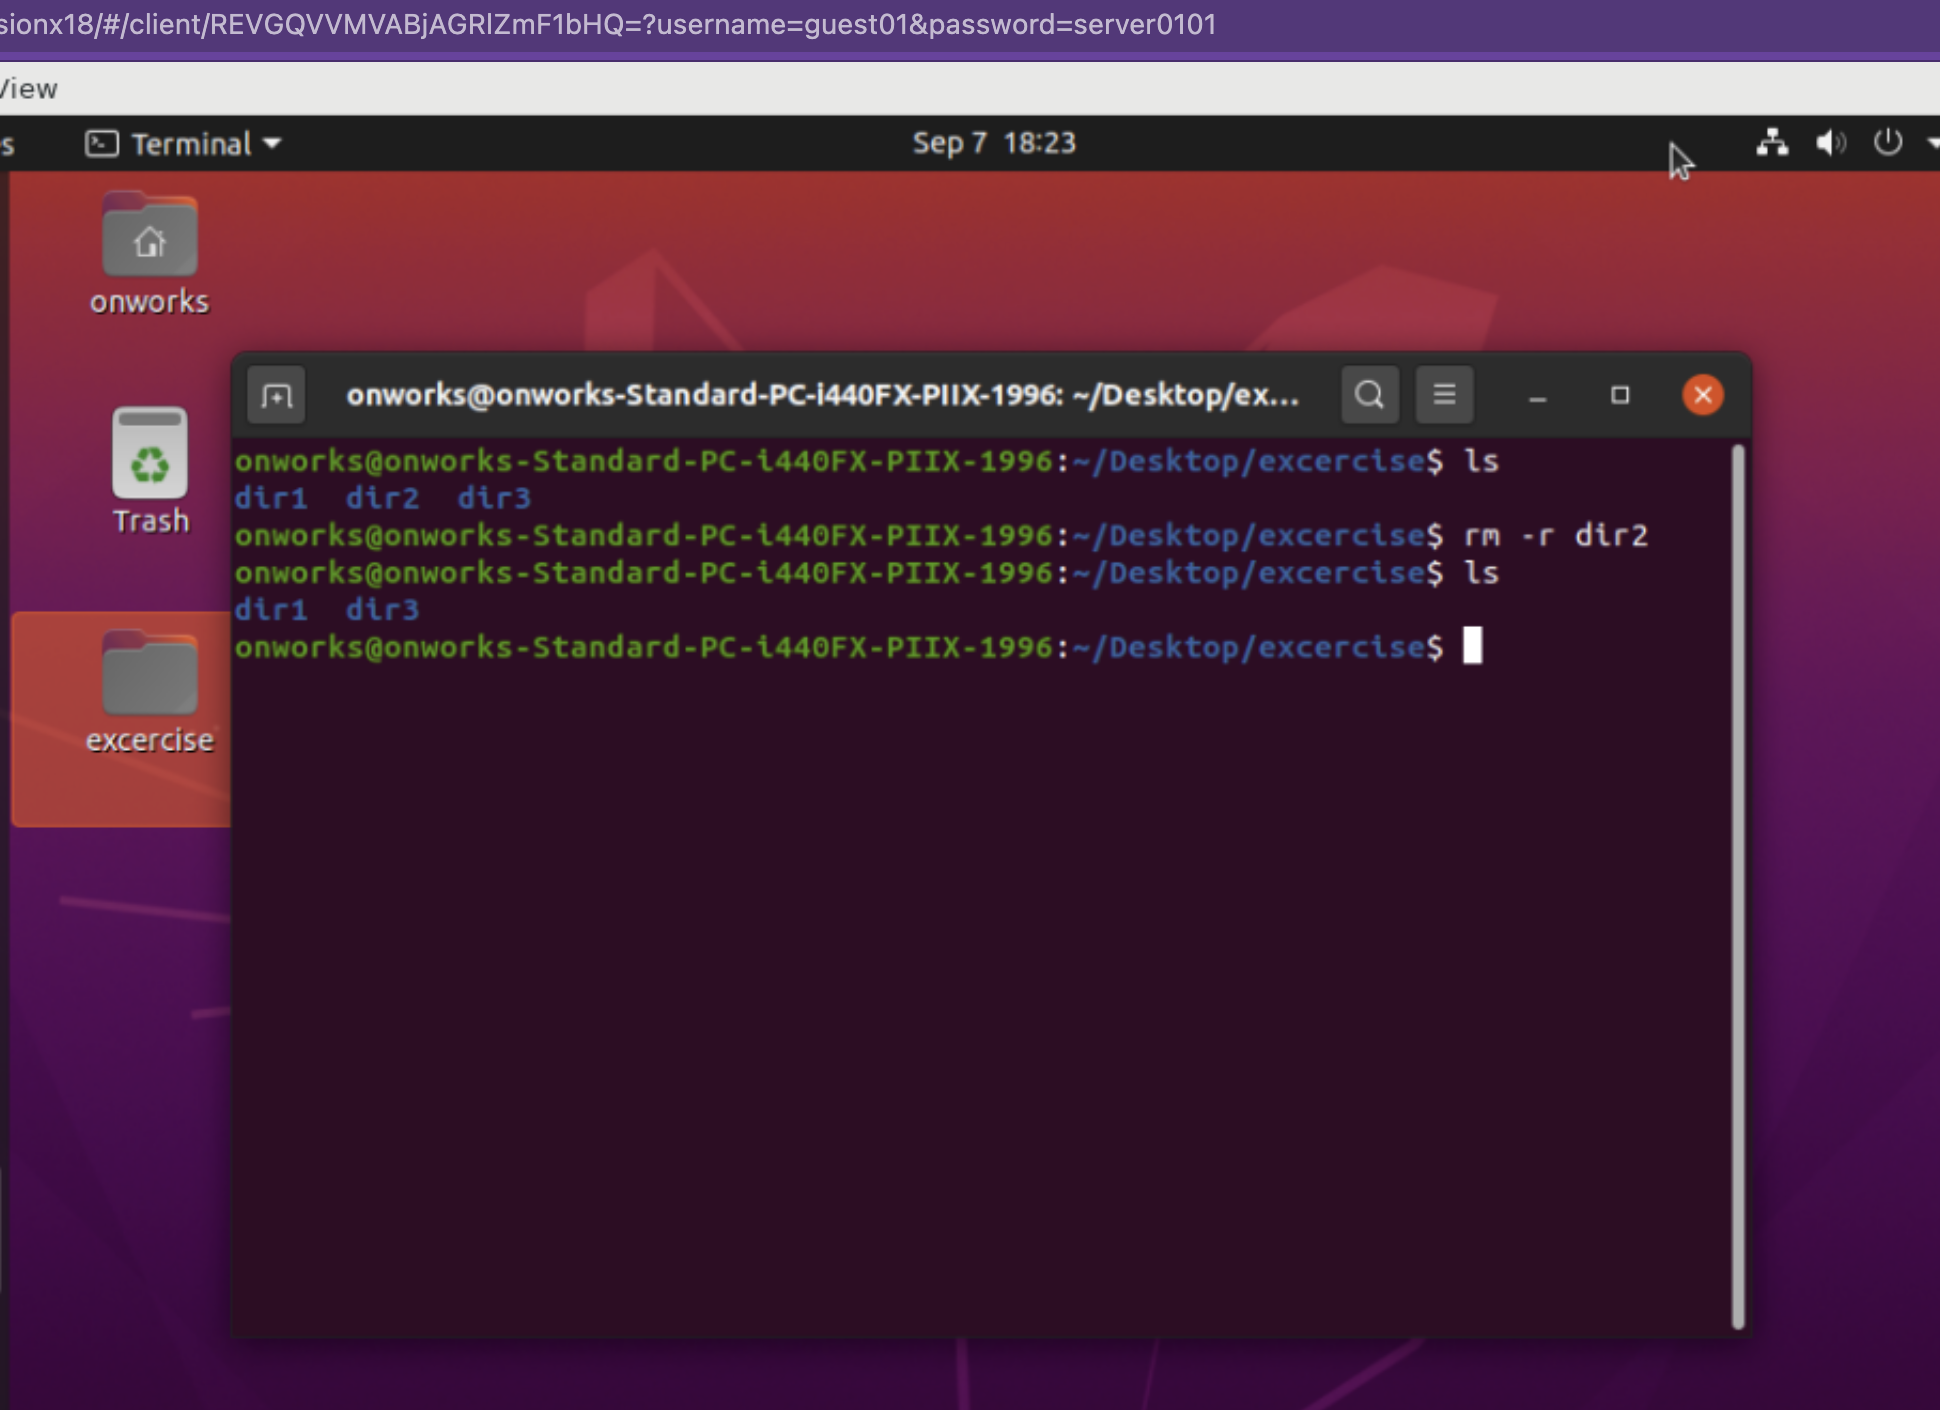 sionx18/#/client/REVGQVVMVABjAGRlZmF1bHQ=?username=guest01&password=server0101
View
s Terminal Sep 7 18:23
onworks
Trash
excercise
onworks@onworks-Standard-PC-i440FX-PIIX-1996: ~/Desktop/ex...
onworks@onworks-Standard-PC-i440FX-PIIX-1996:~/Desktop/excercise$ ls
dir1 dir2 dir3
onworks@onworks-Standard-PC-i440FX-PIIX-1996:~/Desktop/excercise$ rm -r dir2
onworks@onworks-Standard-PC-i440FX-PIIX-1996:~/Desktop/excercise$ ls
dir1 dir3
onworks@onworks-Standard-PC-i440FX-PIIX-1996:~/Desktop/excercise$